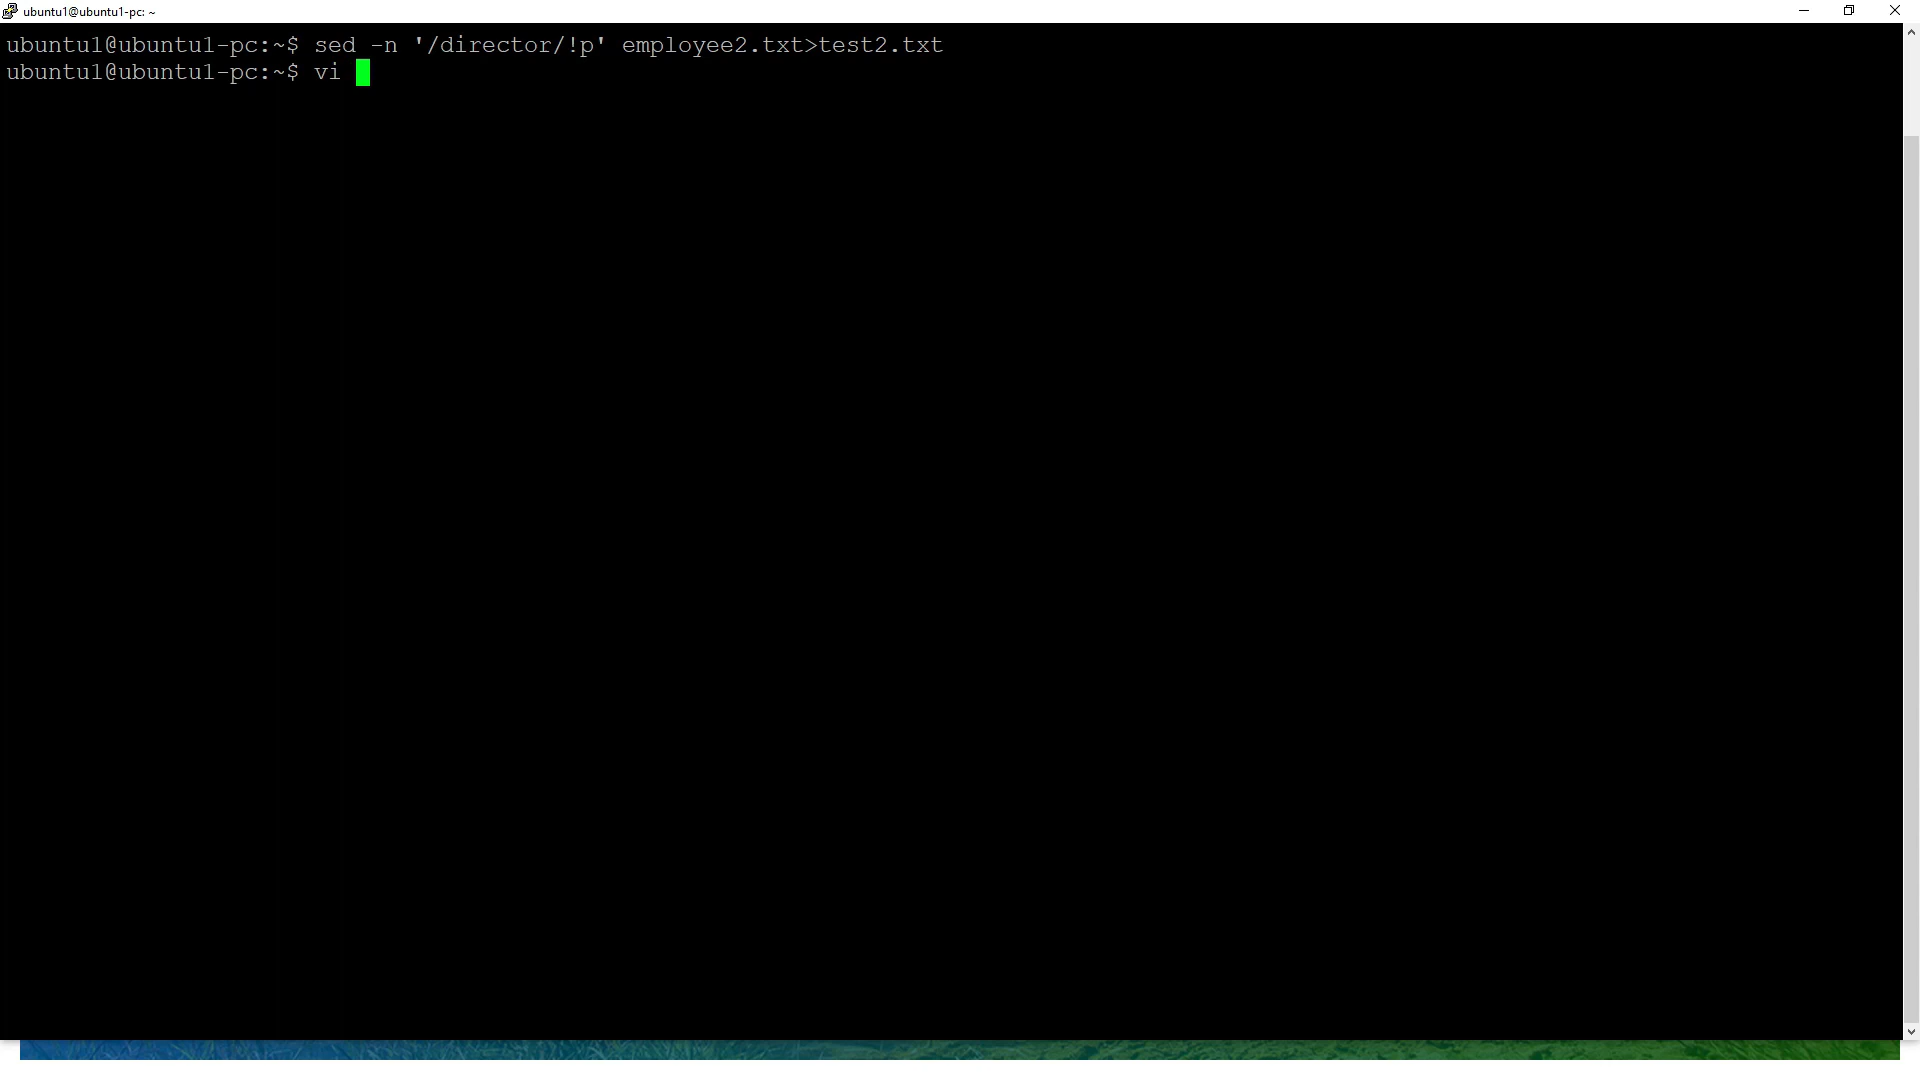 ubuntu1@ubuntu1-pc: ~
ubuntu1@ubuntu1-pc:~$ sed -n '/director/!p' employee2.txt>test2.txt
ubuntu1@ubuntu1-pc:~$ vi